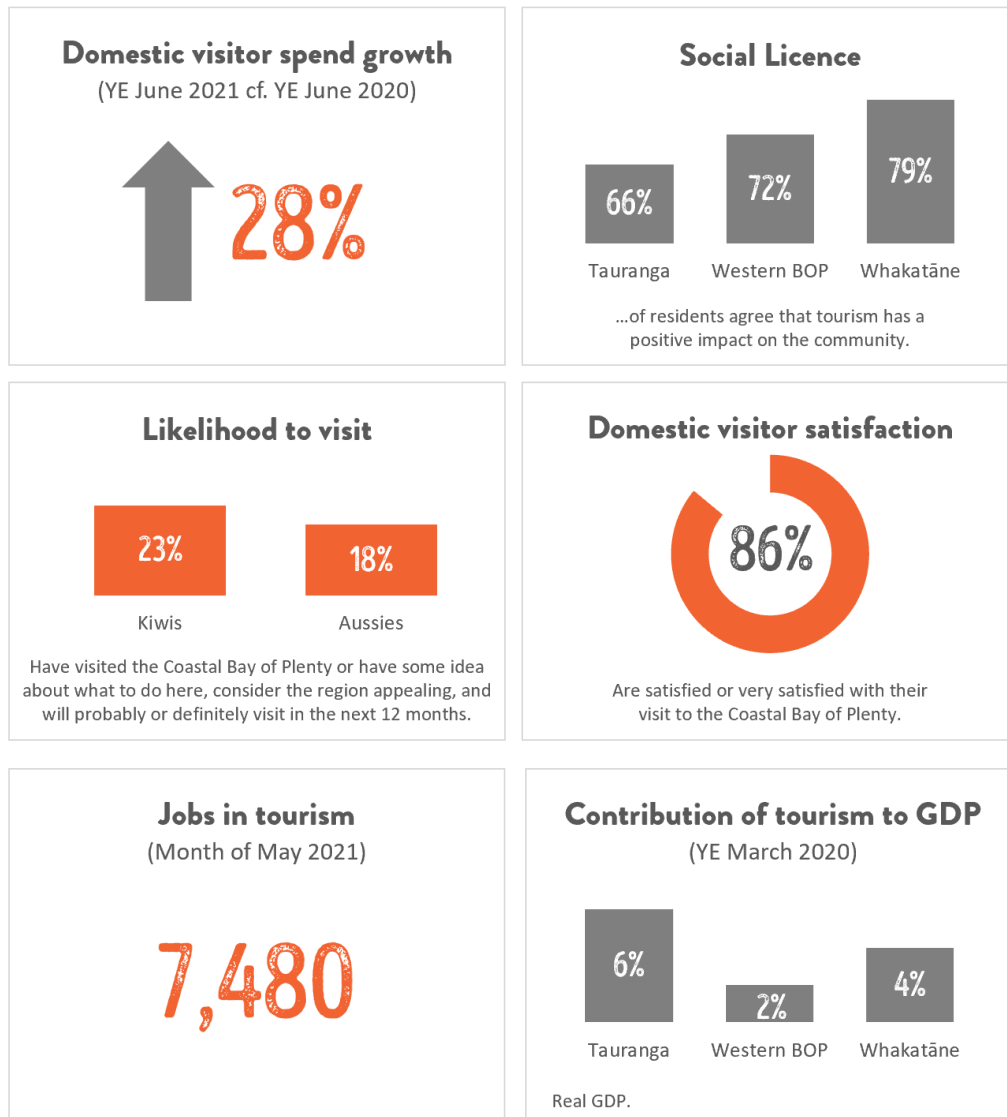 Domestic visitor spend growth
(YE June 2021 cf. YE June 2020)
28%
Social Licence
66%
72%
79%
Tauranga
Western BOP
Whakatāne
...of residents agree that tourism has a
positive impact on the community.
Likelihood to visit
23%
18%
Kiwis
Aussies
Have visited the Coastal Bay of Plenty or have some idea
about what to do here, consider the region appealing, and
will probably or definitely visit in the next 12 months.
Domestic visitor satisfaction
86%
Are satisfied or very satisfied with their
visit to the Coastal Bay of Plenty.
Jobs in tourism
(Month of May 2021)
7,480
Contribution of tourism to GDP
(YE March 2020)
6%
2%
4%
Tauranga
Western BOP
Whakatāne
Real GDP.